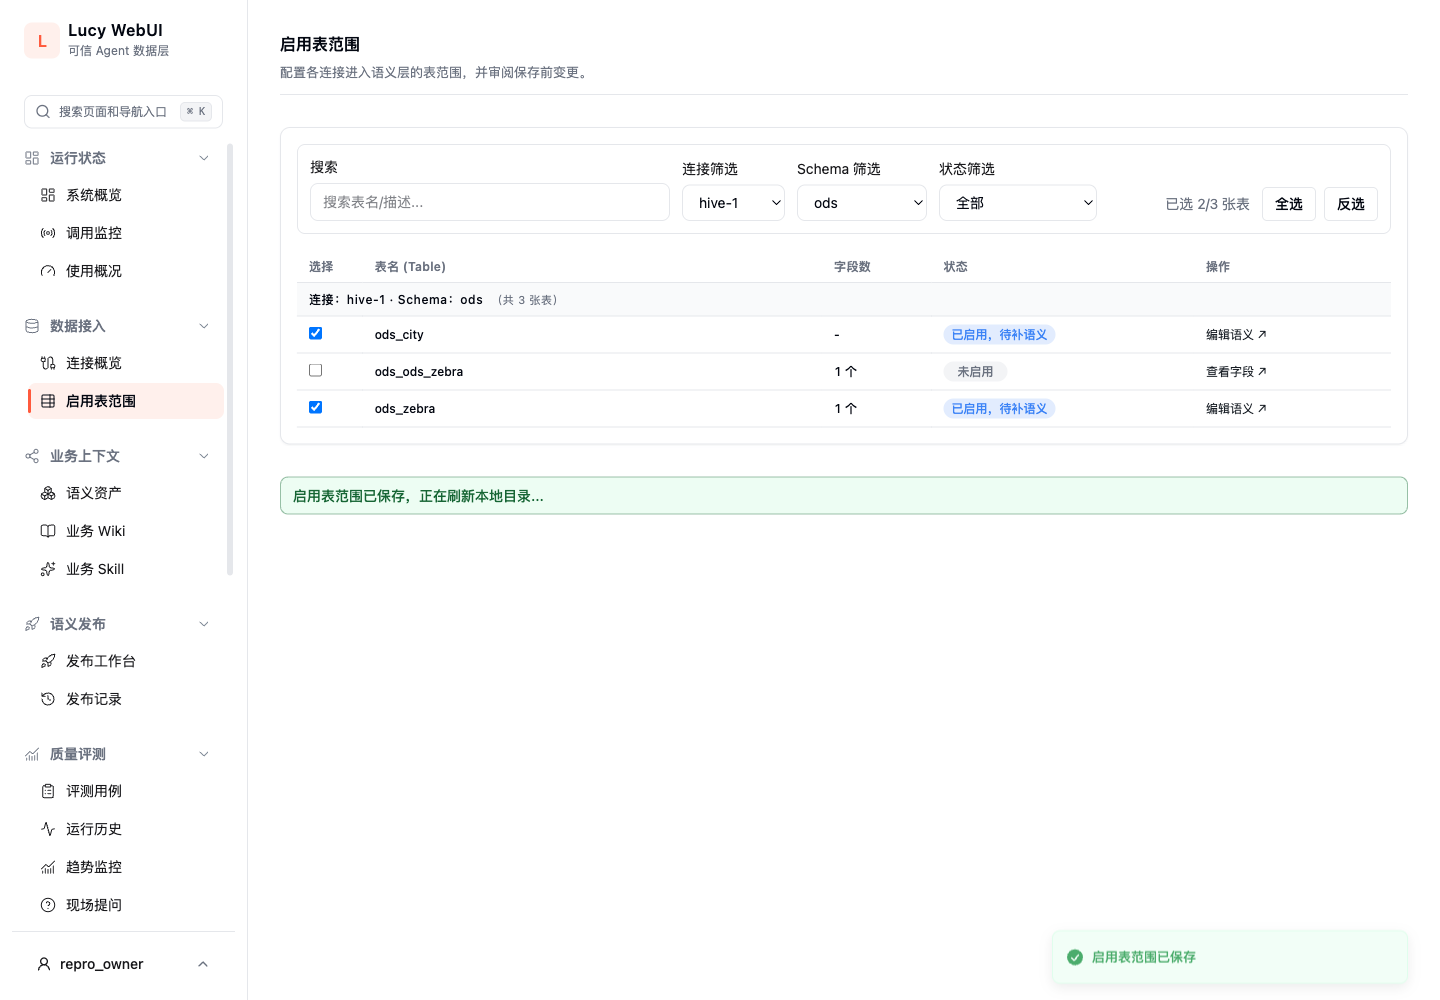 L
Lucy WebUI
可信 Agent 数据层
搜索页面和导航入口 ⌘ K
运行状态
系统概览
调用监控
使用概况
数据接入
连接概览
启用表范围
业务上下文
语义资产
业务 Wiki
业务 Skill
语义发布
发布工作台
发布记录
质量评测
评测用例
运行历史
趋势监控
现场提问
repro_owner
启用表范围
配置各连接进入语义层的表范围，并审阅保存前变更。
搜索 连接筛选 Schema 筛选 状态筛选
搜索表名/描述... hive-1 ods 全部 已选 2/3 张表 全选 反选
选择 表名 (Table) 字段数 状态 操作
连接：hive-1 · Schema：ods （共 3 张表）
ods_city - 已启用，待补语义 编辑语义 ↗
ods_ods_zebra 1 个 未启用 查看字段 ↗
ods_zebra 1 个 已启用，待补语义 编辑语义 ↗
启用表范围已保存，正在刷新本地目录...
启用表范围已保存